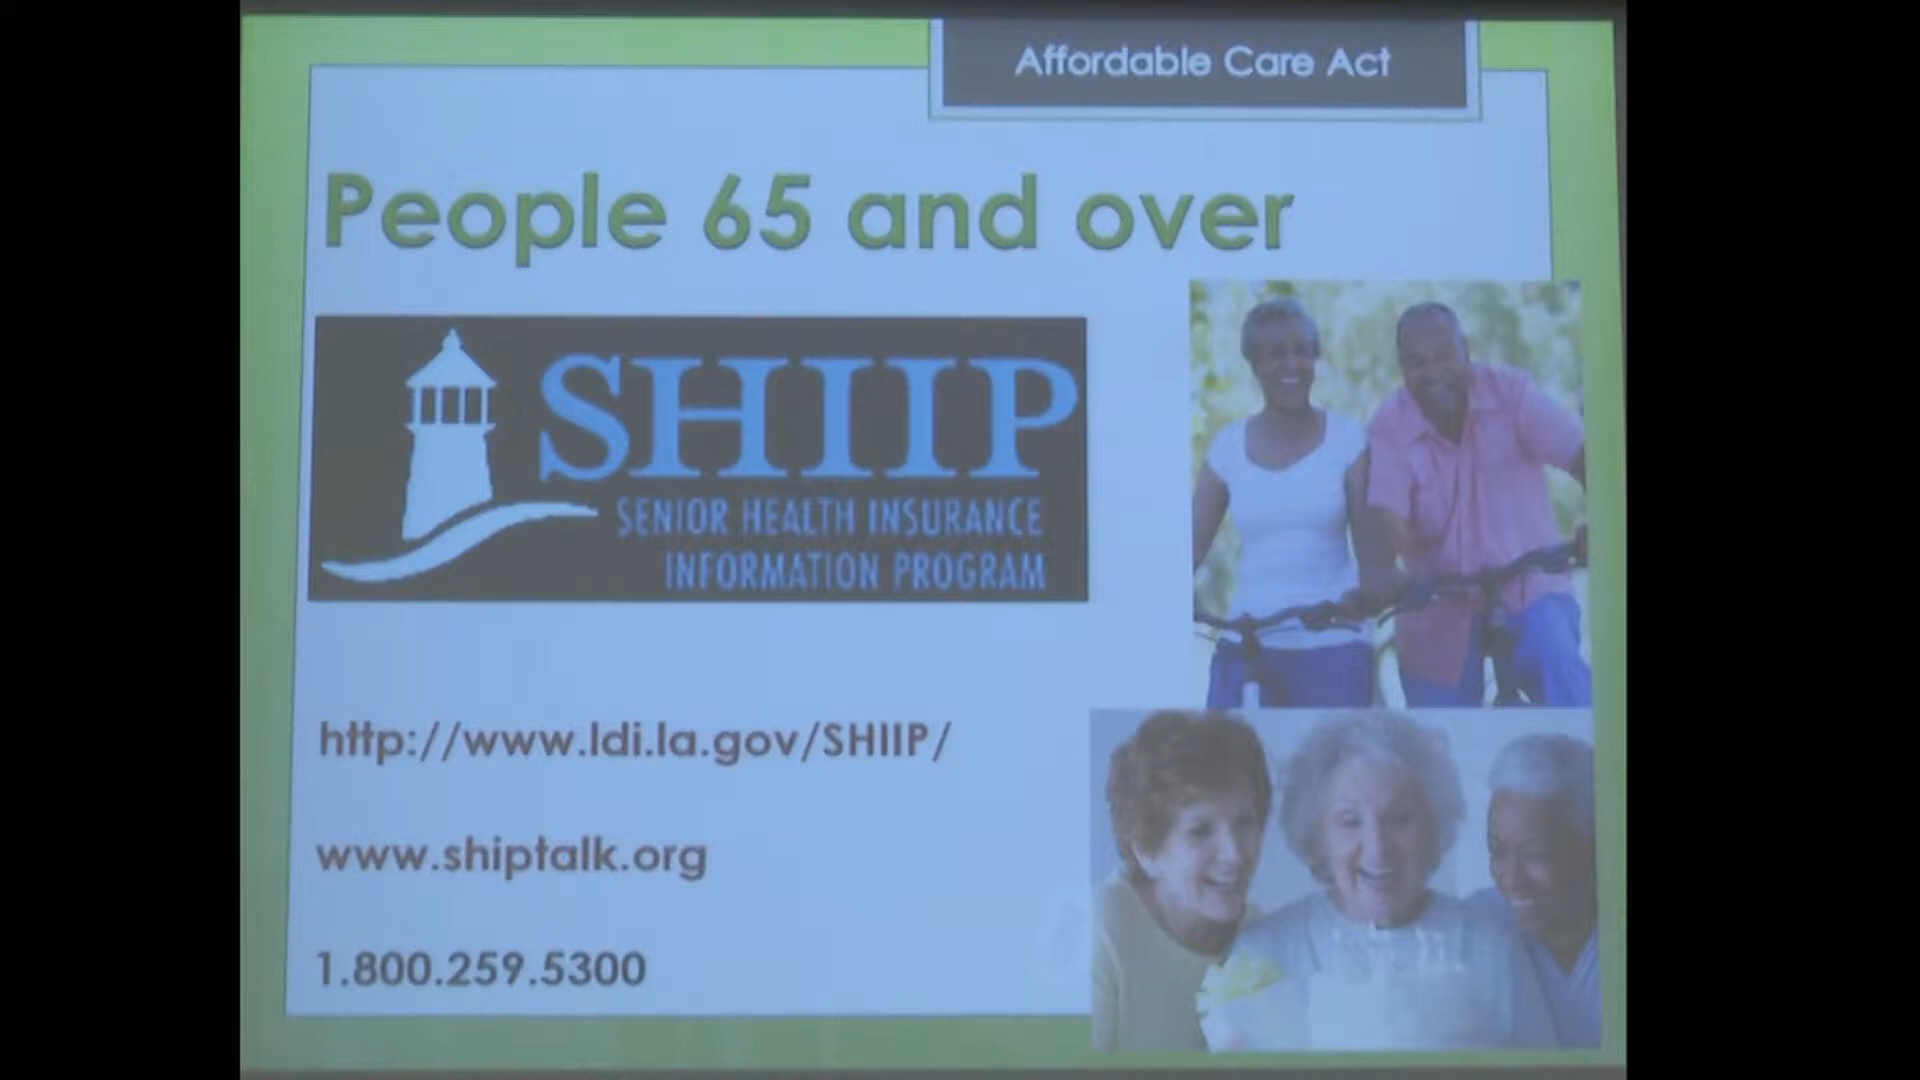 Affordable Care Act
People 65 and over
SHIIP
SENIOR HEALTH INSURANCE
INFORMATION PROGRAM
http://www.ldi.la.gov/SHIIP/
www.shiptalk.org
1.800.259.5300